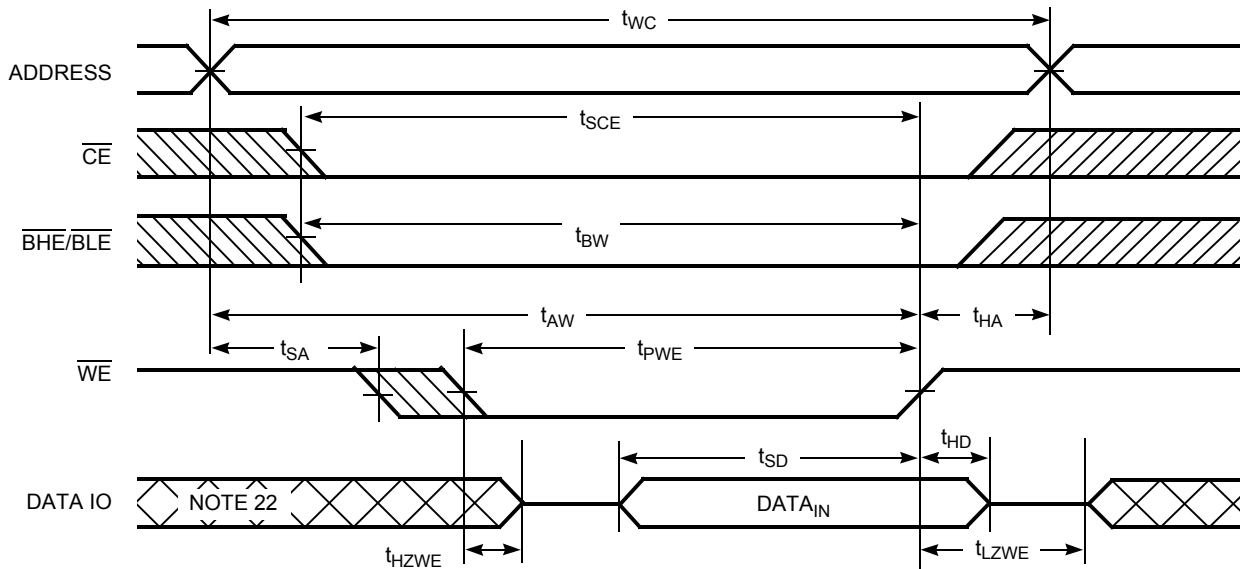 tWC
ADDRESS
tSCE
CE
tBW
BHE/BLE
tAW
tHA
tSA
tPWE
WE
tSD
tHD
DATA IO
NOTE 22
DATAIN
tHZWE
tLZWE